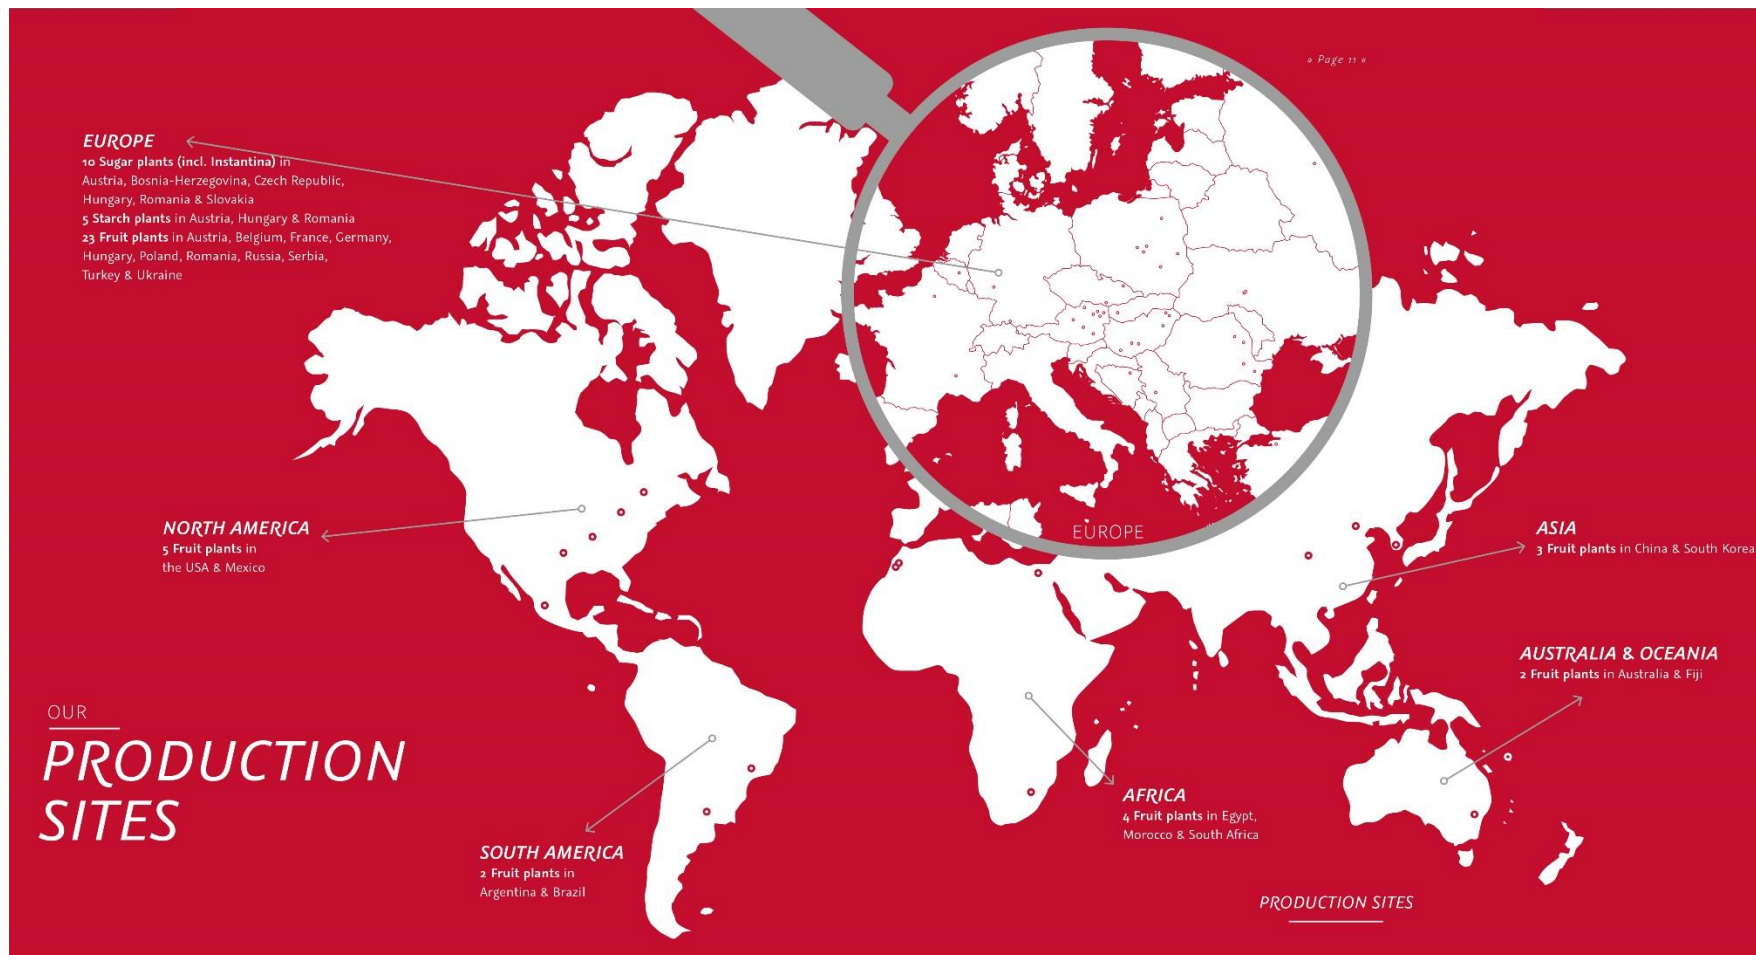 » Page 11 «
EUROPE
10 Sugar plants (incl. Instantina) in
Austria, Bosnia-Herzegovina, Czech Republic,
Hungary, Romania & Slovakia
5 Starch plants in Austria, Hungary & Romania
23 Fruit plants in Austria, Belgium, France, Germany,
Hungary, Poland, Romania, Russia, Serbia,
Turkey & Ukraine
EUROPE
NORTH AMERICA
5 Fruit plants in
the USA & Mexico
ASIA
3 Fruit plants in China & South Korea
AUSTRALIA & OCEANIA
2 Fruit plants in Australia & Fiji
OUR
PRODUCTION
SITES
AFRICA
4 Fruit plants in Egypt,
Morocco & South Africa
SOUTH AMERICA
2 Fruit plants in
Argentina & Brazil
PRODUCTION SITES